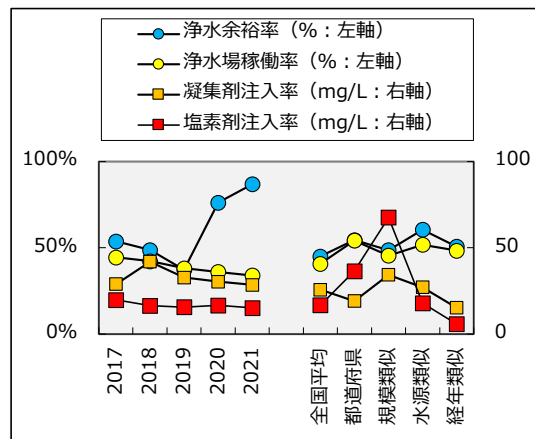 浄水余裕率（%：左軸）
浄水場稼働率（%：左軸）
凝集剤注入率（mg/L：右軸）
塩素剤注入率（mg/L：右軸）
100%
50%
0%
100
50
0
2017
2018
2019
2020
2021
全国平均
都道府県
規模類似
水源類似
経年類似